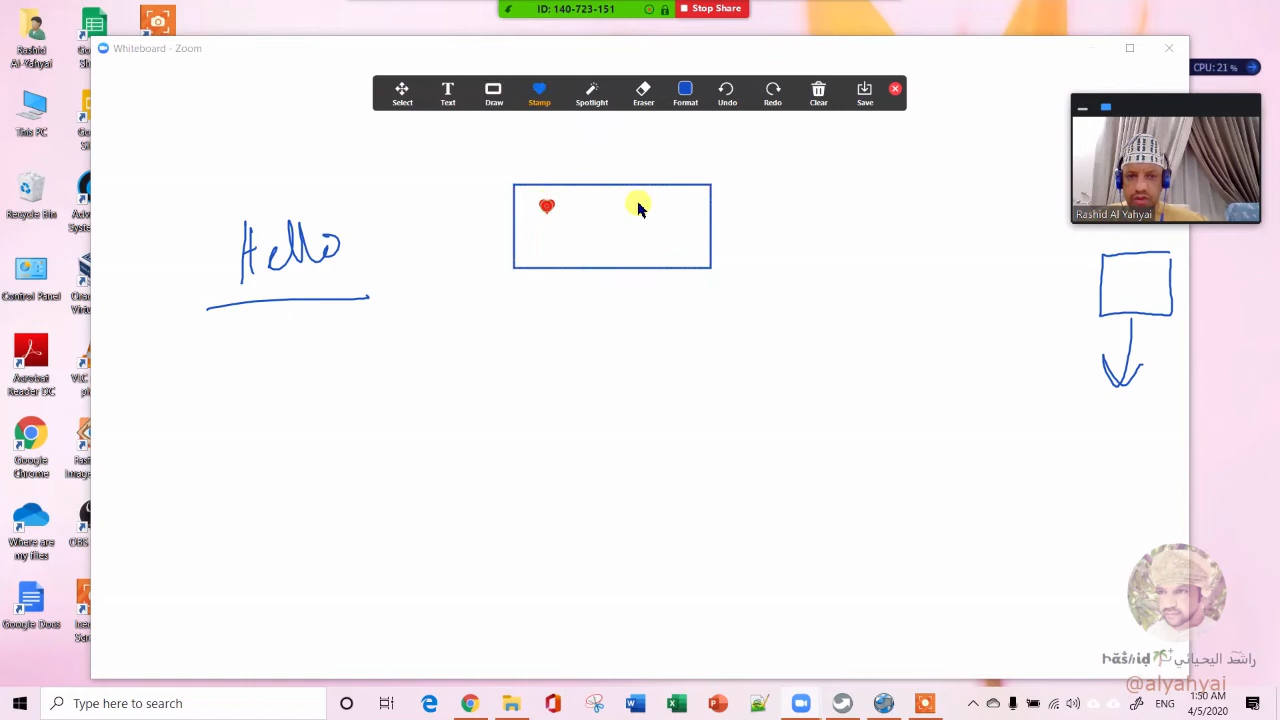 ID: 140-723-151
Stop Share
Whiteboard - Zoom
CPU: 21 %
Select
Text
Draw
Stamp
Spotlight
Eraser
Format
Undo
Redo
Clear
Save
Rashid Al Yahyai
Hello
Rashid
Al-Yahyai
This PC
Recycle Bin
Control Panel
Acrobat
Reader DC
Google
Chrome
Where are
my files
Google Docs
راشد اليحيائي
@alyahyai
Type here to search
ENG
1:50 AM
4/5/2020